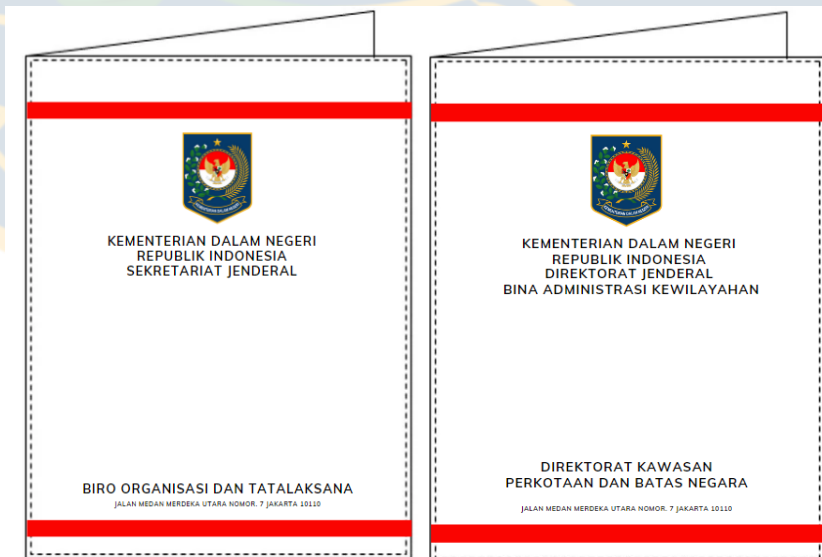 KEMENTERIAN DALAM NEGERI
REPUBLIK INDONESIA
SEKRETARIAT JENDERAL
BIRO ORGANISASI DAN TATALAKSANA
JALAN MEDAN MERDEKA UTARA NOMOR. 7 JAKARTA 10110
KEMENTERIAN DALAM NEGERI
REPUBLIK INDONESIA
DIREKTORAT JENDERAL
BINA ADMINISTRASI KEWILAYAHAN
DIREKTORAT KAWASAN
PERKOTAAN DAN BATAS NEGARA
JALAN MEDAN MERDEKA UTARA NOMOR. 7 JAKARTA 10110